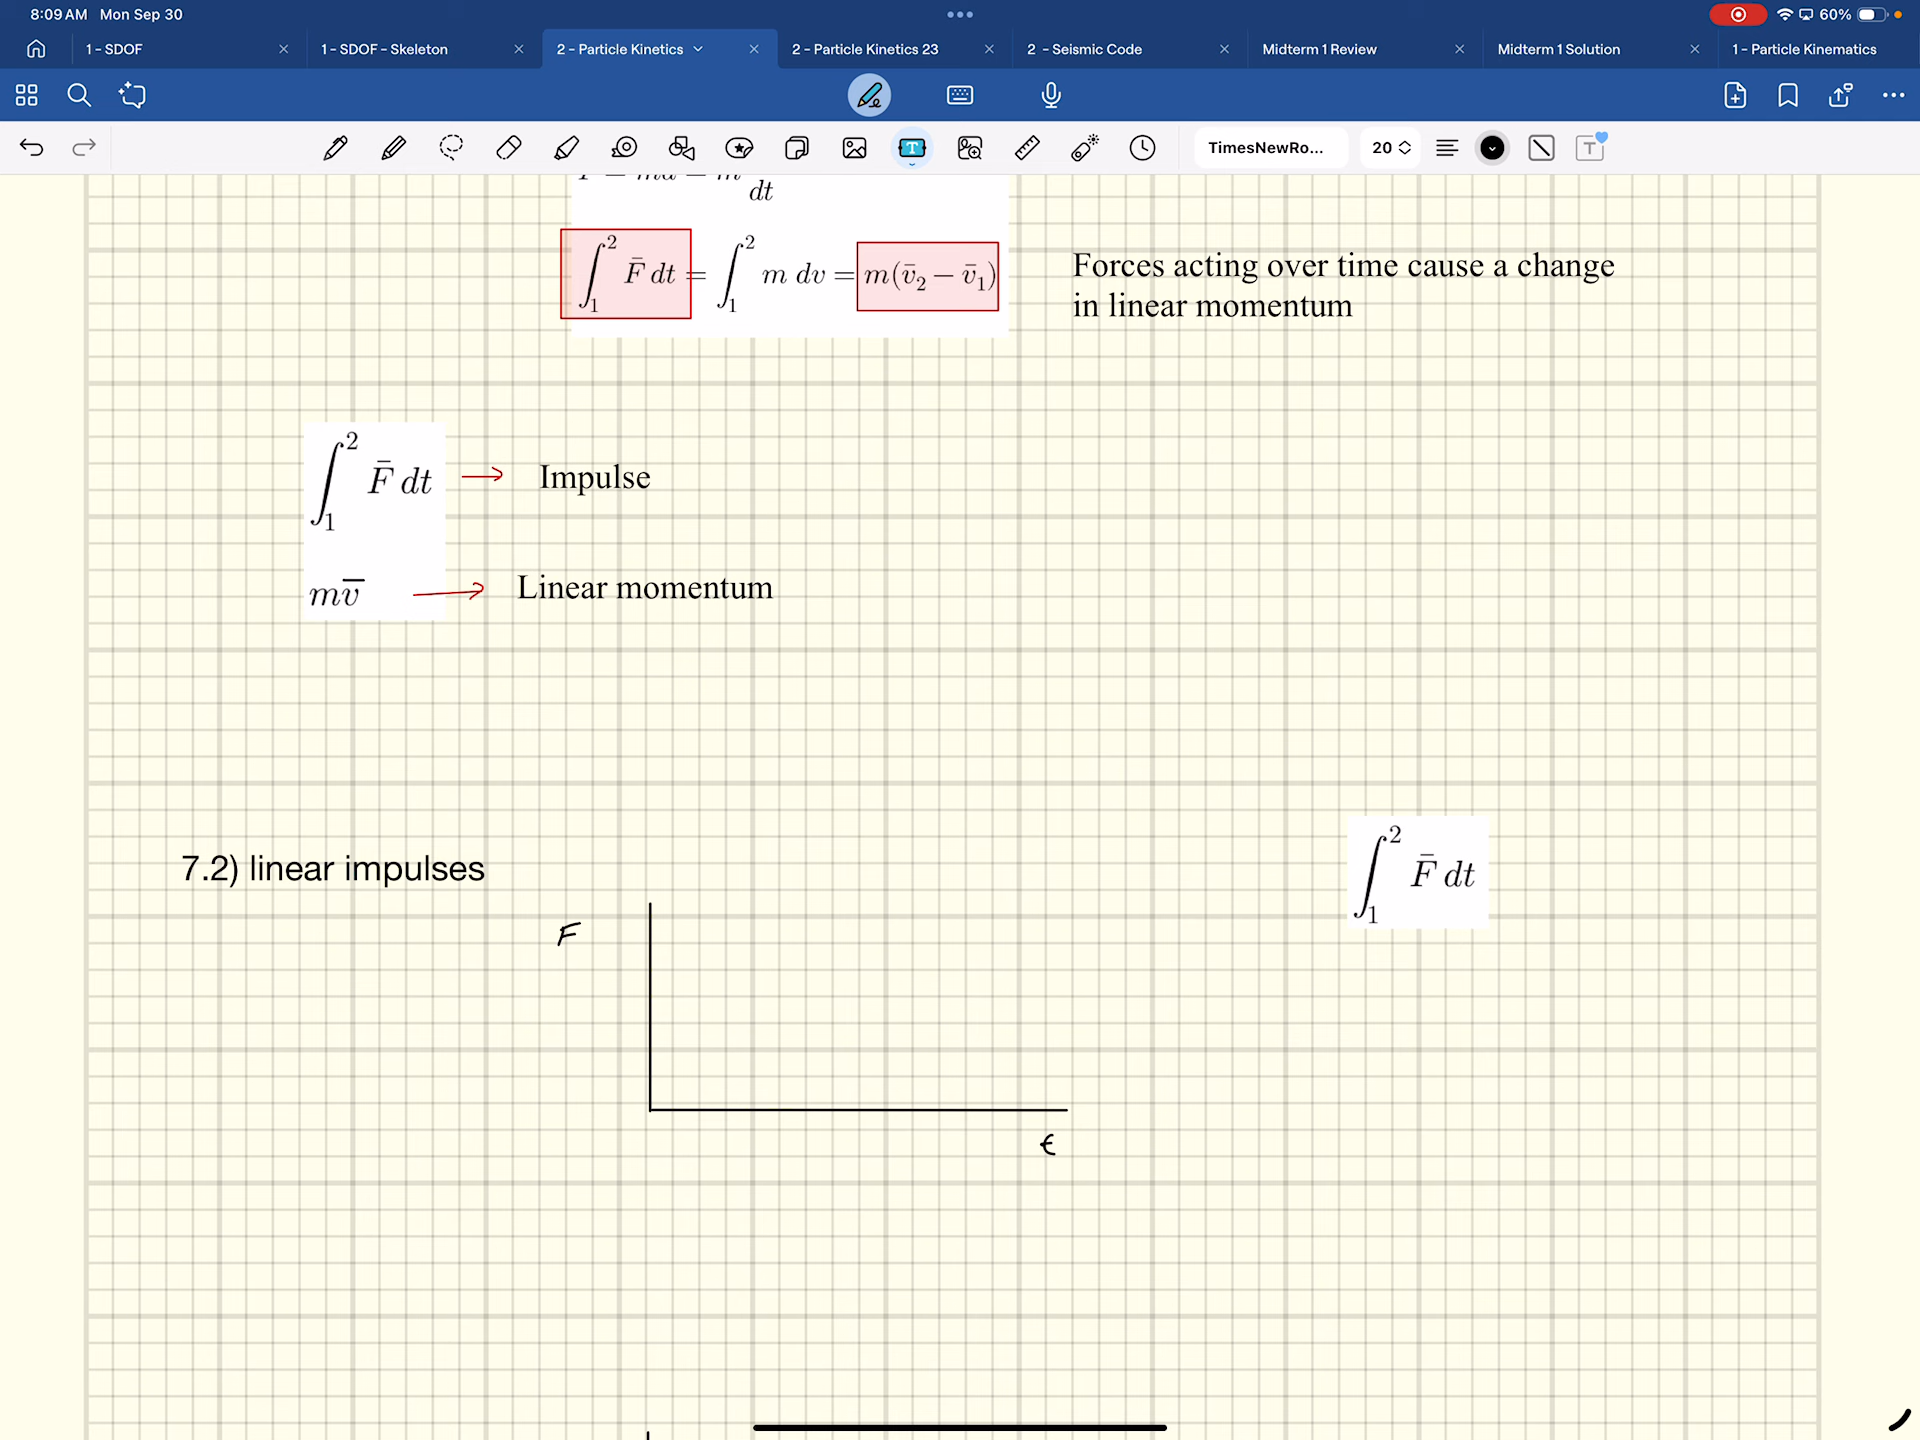 8:09 AM Mon Sep 30
60%
1 - SDOF
1 - SDOF - Skeleton
2 - Particle Kinetics
2 - Particle Kinetics 23
2 - Seismic Code
Midterm 1 Review
Midterm 1 Solution
1 - Particle Kinematics
TimesNewRo...
20
dt
∫₁² F̄ dt = ∫₁² m dv = m(v̄₂ − v̄₁)
Forces acting over time cause a change
in linear momentum
∫₁² F̄ dt → Impulse
mv̄ → Linear momentum
7.2) linear impulses
∫₁² F̄ dt
F
t